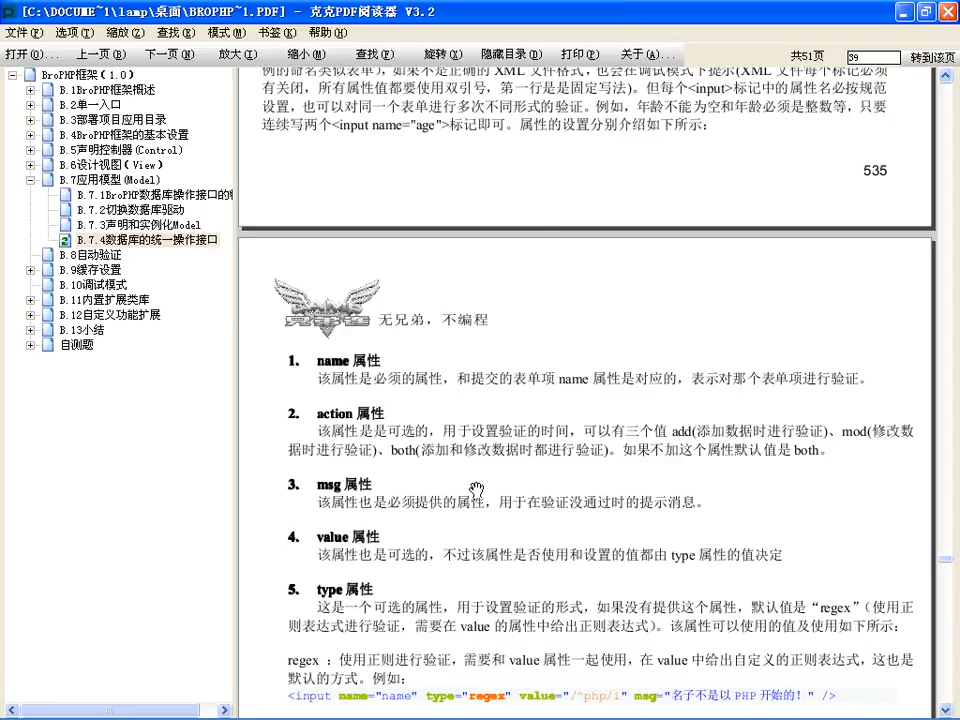 [C:\DOCUME~1\lamp\桌面\BROPHP~1.PDF] - 克克PDF阅读器 V3.2
文件(F) 选项(T) 缩放(Z) 查找(R) 模式(M) 书签(K) 帮助(H)
打开(O)... 上一页(B) 下一页(N) 放大(I) 缩小(M) 查找(F) 旋转(X) 隐藏目录(D) 打印(P) 关于(A)... 共51页 39 转到该页
BroPHP框架(1.0)
B.1BroPHP框架概述
B.2单一入口
B.3部署项目应用目录
B.4BroPHP框架的基本设置
B.5声明控制器(Control)
B.6设计视图(View)
B.7应用模型(Model)
B.7.1BroPHP数据库操作接口的
B.7.2切换数据库驱动
B.7.3声明和实例化Model
B.7.4数据库的统一操作接口
B.8自动验证
B.9缓存设置
B.10调试模式
B.11内置扩展类库
B.12自定义功能扩展
B.13小结
自测题
例的命名类似表单)，如果不是正确的 XML 文件格式，也会在调试模式下提示(XML 文件每个标记必须
有关闭，所有属性值都要使用双引号，第一行是是固定写法)。但每个<input>标记中的属性名必按规范
设置，也可以对同一个表单进行多次不同形式的验证。例如，年龄不能为空和年龄必须是整数等，只要
连续写两个<input name="age">标记即可。属性的设置分别介绍如下所示：
535
无兄弟，不编程
1. name 属性
该属性是必须的属性，和提交的表单项 name 属性是对应的，表示对那个表单项进行验证。
2. action 属性
该属性是是可选的，用于设置验证的时间，可以有三个值 add(添加数据时进行验证)、mod(修改数
据时进行验证)、both(添加和修改数据时都进行验证)。如果不加这个属性默认值是 both。
3. msg 属性
该属性也是必须提供的属性，用于在验证没通过时的提示消息。
4. value 属性
该属性也是可选的，不过该属性是否使用和设置的值都由 type 属性的值决定
5. type 属性
这是一个可选的属性，用于设置验证的形式，如果没有提供这个属性，默认值是“regex”（使用正
则表达式进行验证，需要在 value 的属性中给出正则表达式）。该属性可以使用的值及使用如下所示：
regex ：使用正则进行验证，需要和 value 属性一起使用，在 value 中给出自定义的正则表达式，这也是
默认的方式。例如：
<input name="name" type="regex" value="/^php/i" msg="名子不是以 PHP 开始的！" />